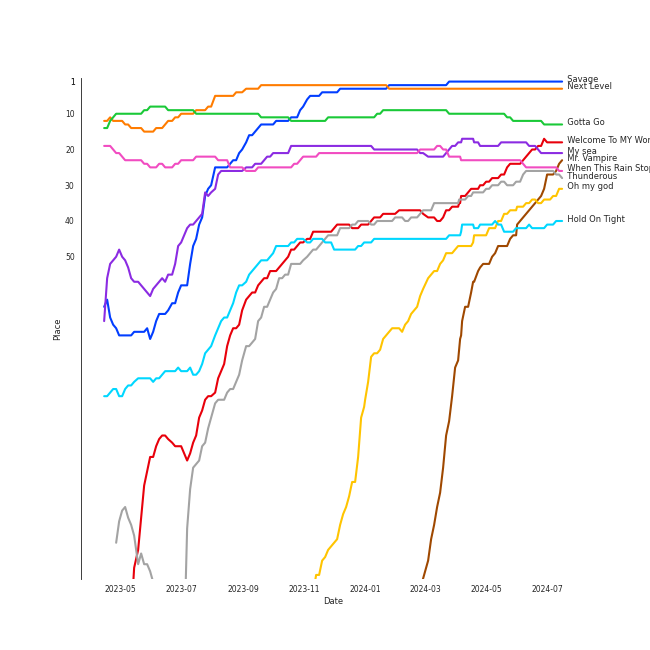 1
10
20
30
40
50
Place
Savage
Next Level
Gotta Go
Welcome To MY Wor
My sea
Mr. Vampire
When This Rain Stop
Thunderous
Oh my god
Hold On Tight
2023-05
2023-07
2023-09
2023-11
2024-01
2024-03
2024-05
2024-07
Date